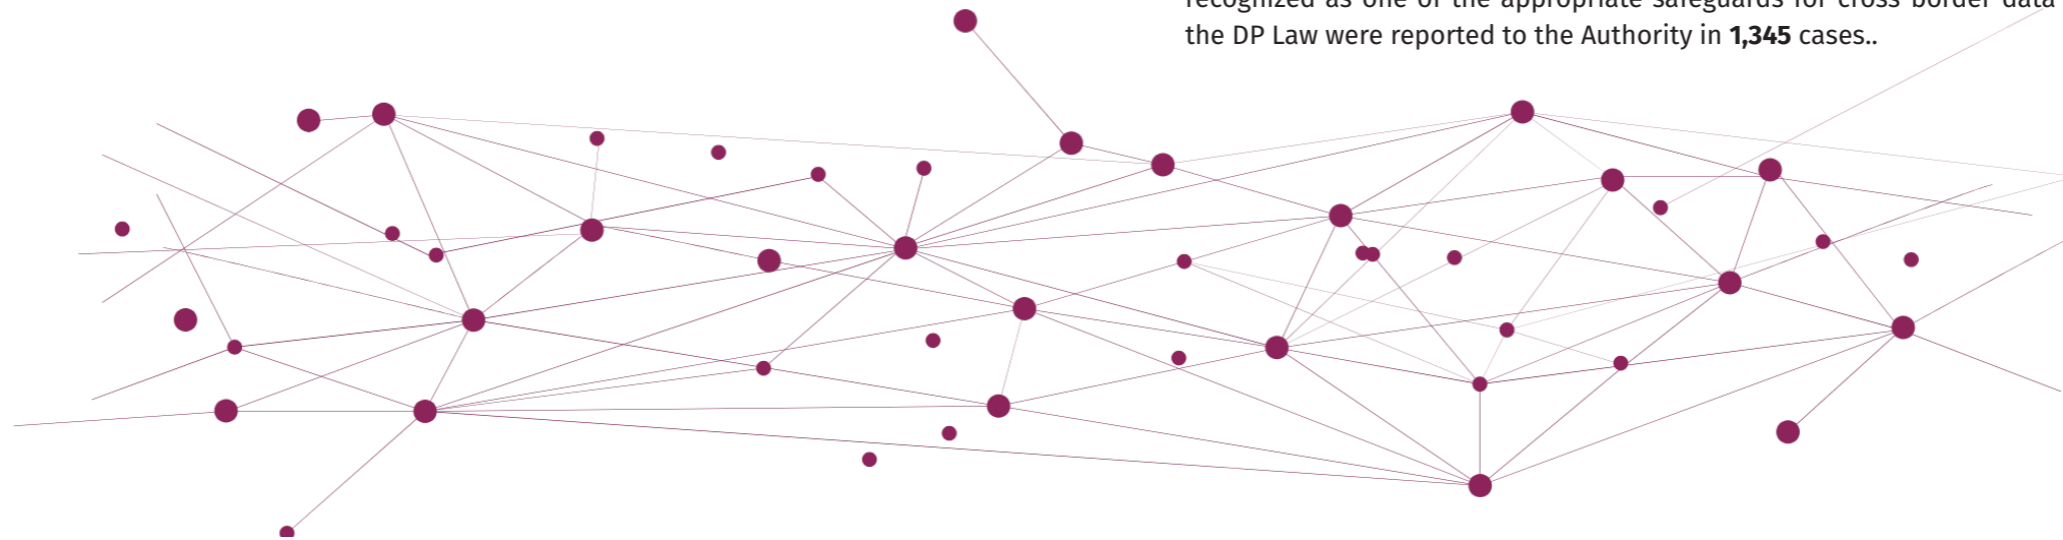 recognized as one of the appropriate safeguards for cross border data
the DP Law were reported to the Authority in 1,345 cases..